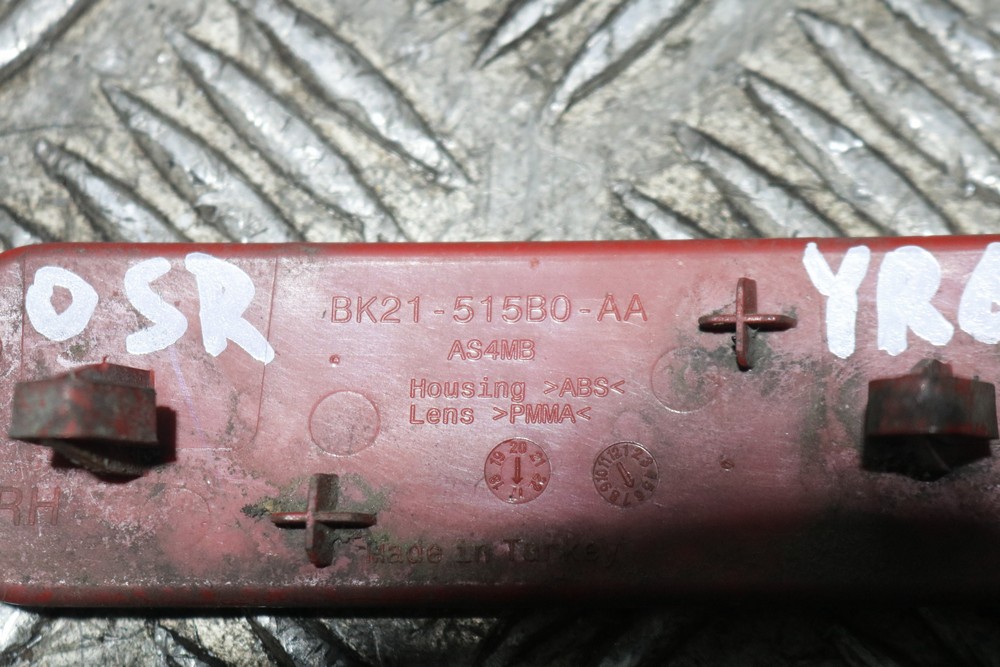 OSR YR
BK21-515B0-AA
AS4MB
Housing >ABS<
Lens >PMMA<
RH
Made in Turkey